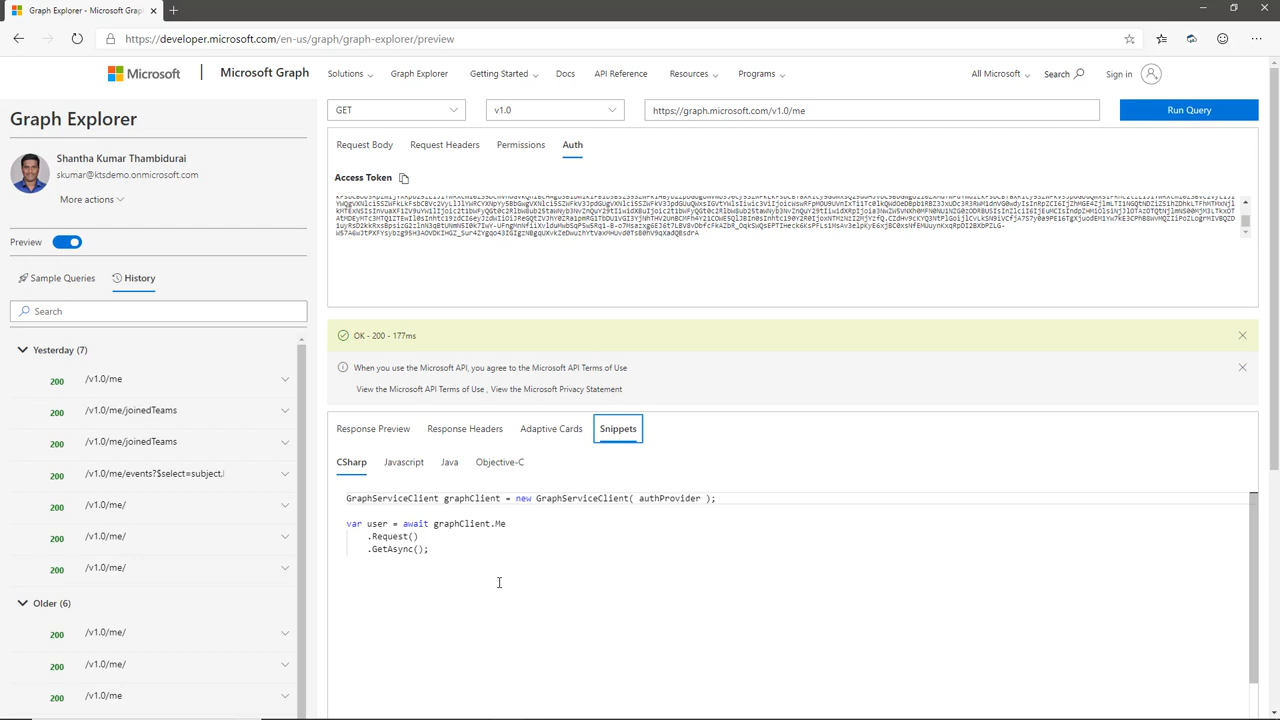 Graph Explorer - Microsoft Grap
https://developer.microsoft.com/en-us/graph/graph-explorer/preview
Microsoft
Microsoft Graph
Solutions
Graph Explorer
Getting Started
Docs
API Reference
Resources
Programs
All Microsoft
Search
Sign in
Graph Explorer
Shantha Kumar Thambidurai
skumar@ktsdemo.onmicrosoft.com
More actions
Preview
Sample Queries
History
Search
Yesterday (7)
200 /v1.0/me
200 /v1.0/me/joinedTeams
200 /v1.0/me/joinedTeams
200 /v1.0/me/events?$select=subject,
200 /v1.0/me/
200 /v1.0/me/
200 /v1.0/me/
Older (6)
200 /v1.0/me/
200 /v1.0/me/
200 /v1.0/me
GET
v1.0
https://graph.microsoft.com/v1.0/me
Run Query
Request Body
Request Headers
Permissions
Auth
Access Token
OK - 200 - 177ms
When you use the Microsoft API, you agree to the Microsoft API Terms of Use
View the Microsoft API Terms of Use , View the Microsoft Privacy Statement
Response Preview
Response Headers
Adaptive Cards
Snippets
CSharp
Javascript
Java
Objective-C
GraphServiceClient graphClient = new GraphServiceClient( authProvider );
var user = await graphClient.Me
.Request()
.GetAsync();